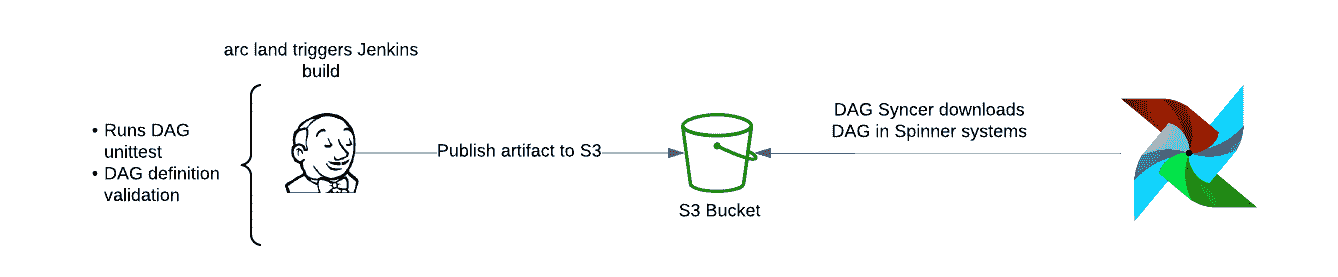 arc land triggers Jenkins
build
• Runs DAG
unittest
• DAG definition
validation
Publish artifact to S3
S3 Bucket
DAG Syncer downloads
DAG in Spinner systems